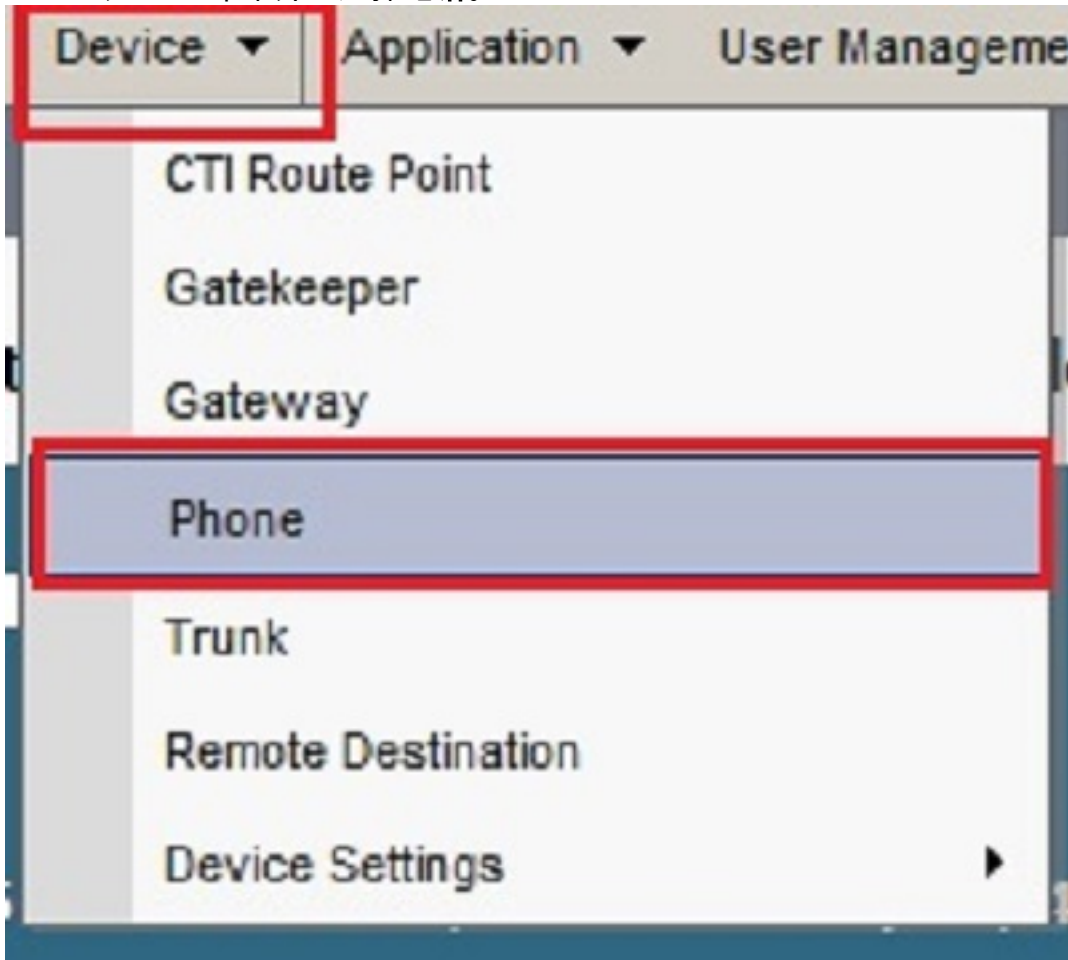 Device ▼ Application ▼ User Manageme
CTI Route Point
Gatekeeper
Gateway
Phone
Trunk
Remote Destination
Device Settings